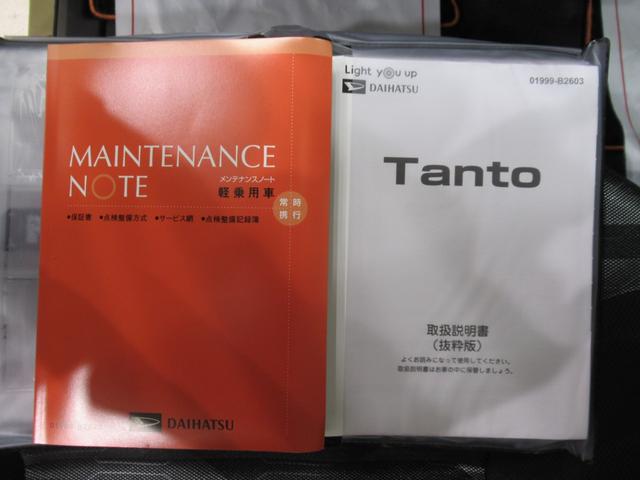 MAINTENANCE
NOTE
メンテナンスノート
軽乗用車
常時
携行
•保証書 •点検整備方式 •サービス網 •点検整備記録簿
DAIHATSU
Light you up
DAIHATSU
01999-B2603
Tanto
取扱説明書
(抜粋版)
よくお読みになって使用してください。
取扱説明書はお車の中に保管しましょう。